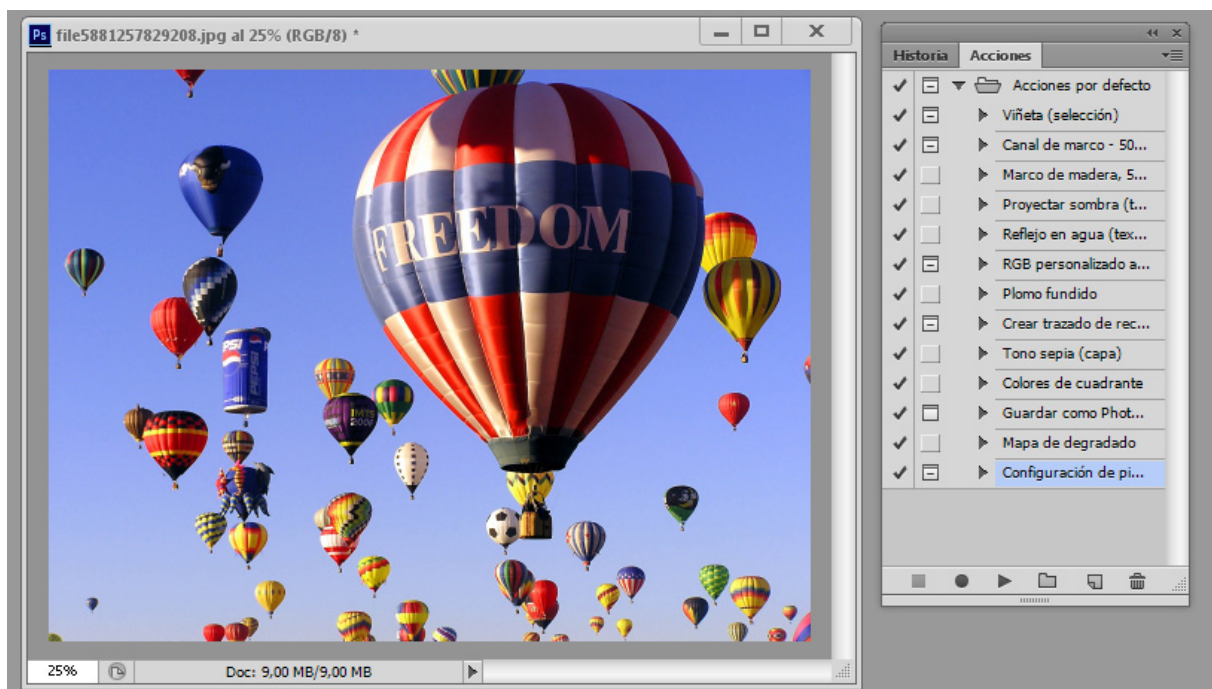 Ps file5881257829208.jpg al 25% (RGB/8) *
FREEDOM
PSI
PEPSI
IMTS
2002
25%
Doc: 9,00 MB/9,00 MB
Historia Acciones
Acciones por defecto
Viñeta (selección)
Canal de marco - 50...
Marco de madera, 5...
Proyectar sombra (t...
Reflejo en agua (tex...
RGB personalizado a...
Plomo fundido
Crear trazado de rec...
Tono sepia (capa)
Colores de cuadrante
Guardar como Phot...
Mapa de degradado
Configuración de pi...